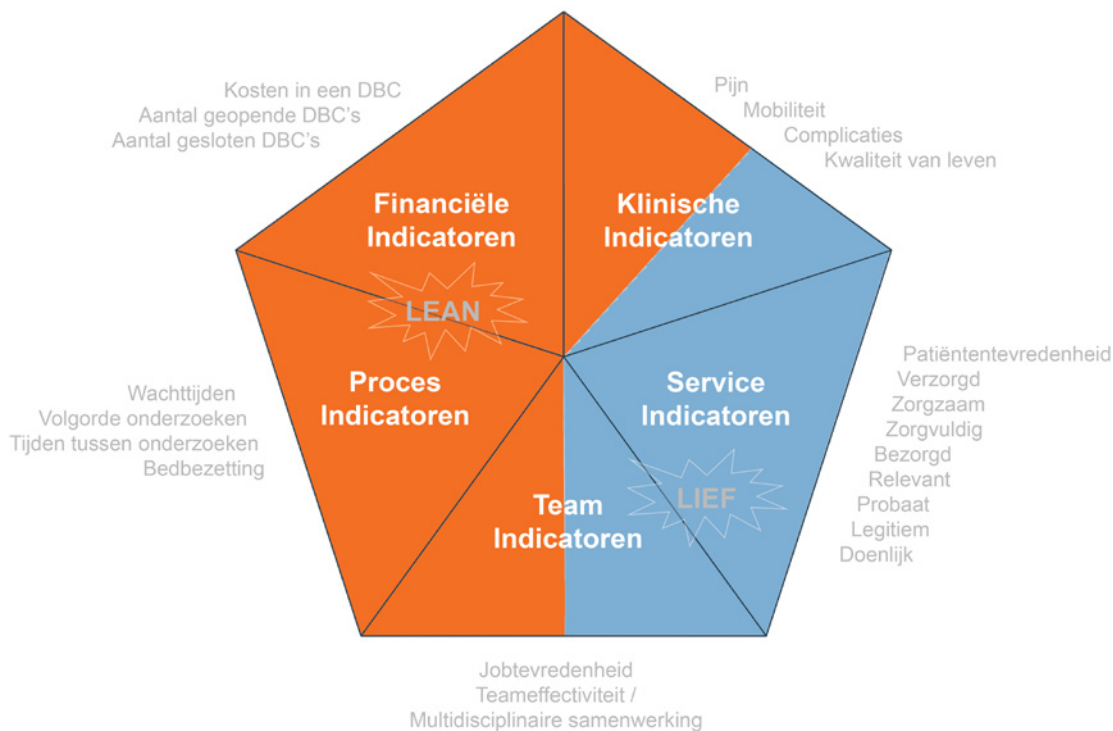 Kosten in een DBC
Aantal geopende DBC's
Aantal gesloten DBC's
Pijn
Mobiliteit
Complicaties
Kwaliteit van leven
Financiële
Indicatoren
Klinische
Indicatoren
LEAN
Proces
Indicatoren
Service
Indicatoren
Wachttijden
Volgorde onderzoeken
Tijden tussen onderzoeken
Bedbezetting
Patiëntentevredenheid
Verzorgd
Zorgzaam
Zorgvuldig
Bezorgd
Relevant
Probaat
Legitiem
Doenlijk
LIEF
Team
Indicatoren
Jobtevredenheid
Teameffectiviteit /
Multidisciplinaire samenwerking